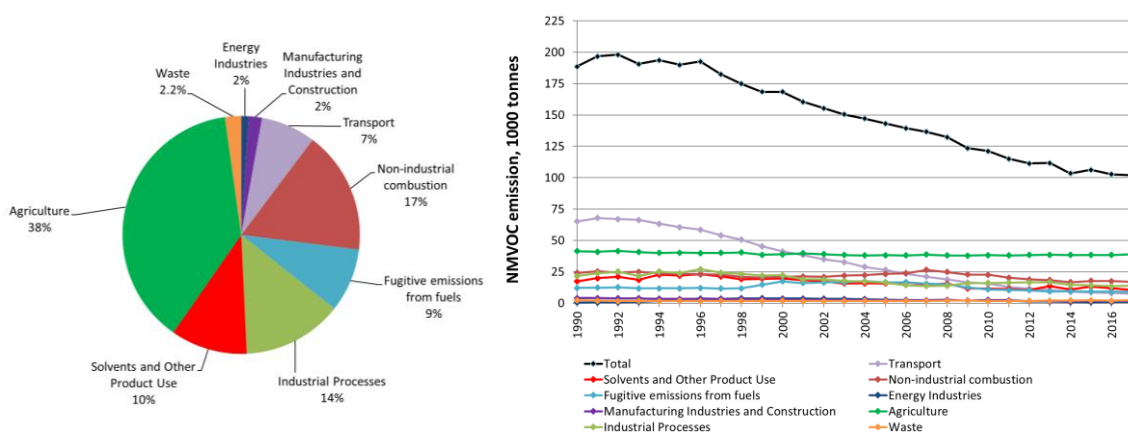 Energy
Industries
2%
Manufacturing
Industries and
Construction
2%
Waste
2.2%
Transport
7%
Non-industrial
combustion
17%
Agriculture
38%
Fugitive emissions
from fuels
9%
Solvents and Other
Product Use
10%
Industrial Processes
14%
NMVOC emission, 1000 tonnes
225
200
175
150
125
100
75
50
25
0
1990
1992
1994
1996
1998
2000
2002
2004
2006
2008
2010
2012
2014
2016
Total
Transport
Solvents and Other Product Use
Non-industrial combustion
Fugitive emissions from fuels
Energy Industries
Manufacturing Industries and Construction
Agriculture
Industrial Processes
Waste